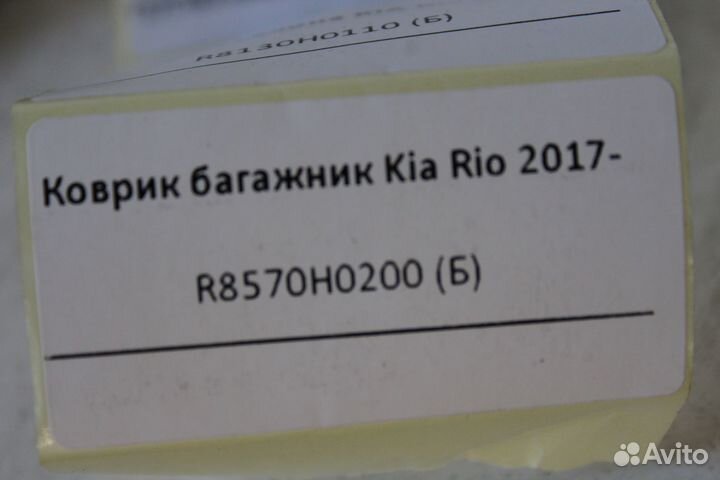 R8130H0110 (Б)
Коврик багажник Kia Rio 2017-
R8570H0200 (Б)
Avito